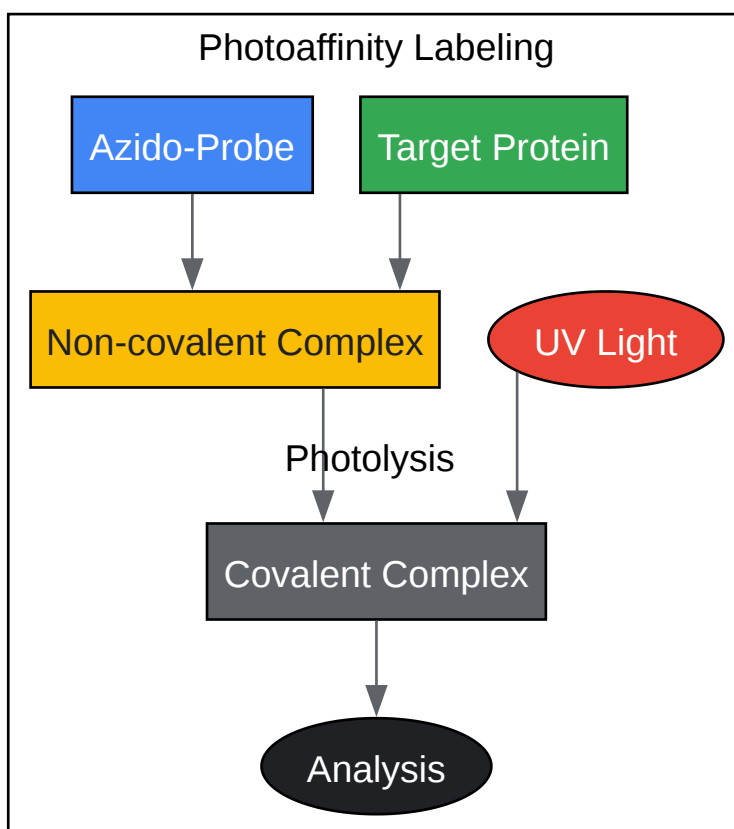 Photoaffinity Labeling
Azido-Probe
Target Protein
Non-covalent Complex
UV Light
Photolysis
Covalent Complex
Analysis